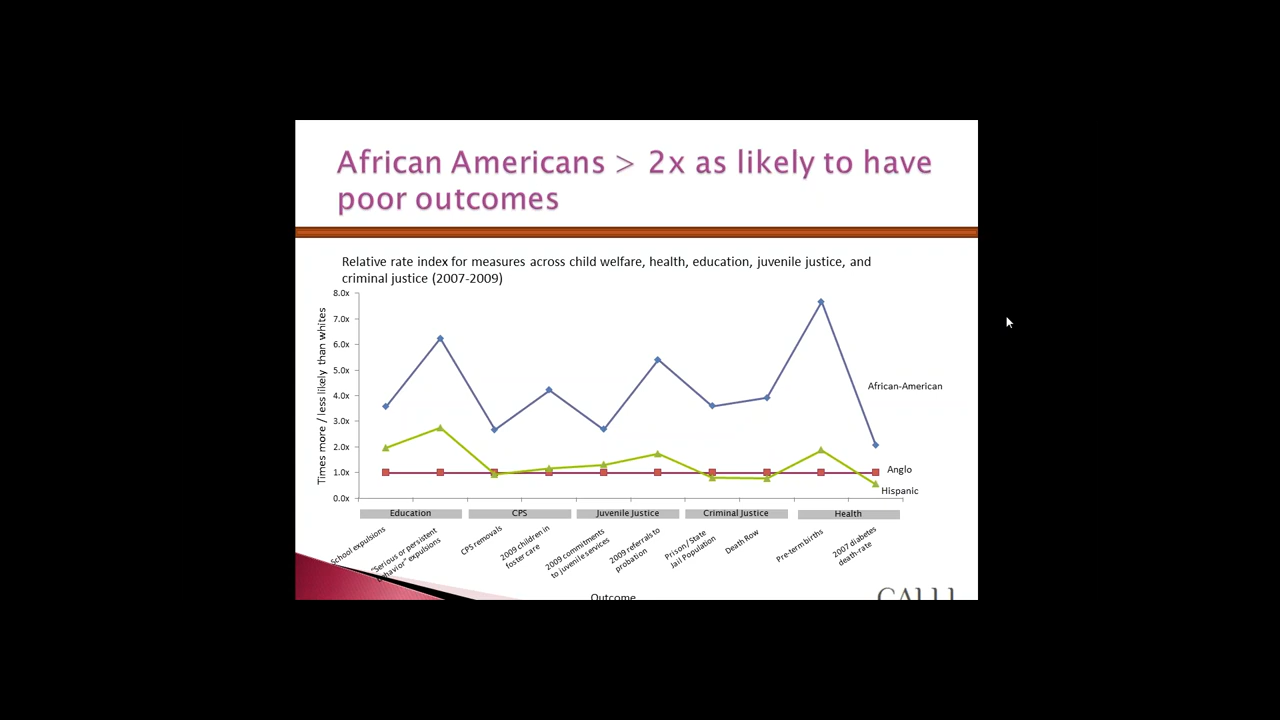 African Americans > 2x as likely to have
poor outcomes
Relative rate index for measures across child welfare, health, education, juvenile justice, and
criminal justice (2007-2009)
Times more / less likely than whites
8.0x
7.0x
6.0x
5.0x
4.0x
3.0x
2.0x
1.0x
0.0x
African-American
Anglo
Hispanic
Education
CPS
Juvenile Justice
Criminal Justice
Health
School expulsions
"Serious or persistent
behavior" expulsions
CPS removals
2009 children in
foster care
2009 commitments
to juvenile services
2009 referrals to
probation
Prison / State
Jail Population
Death Row
Pre-term births
2007 diabetes
death-rate
Outcome